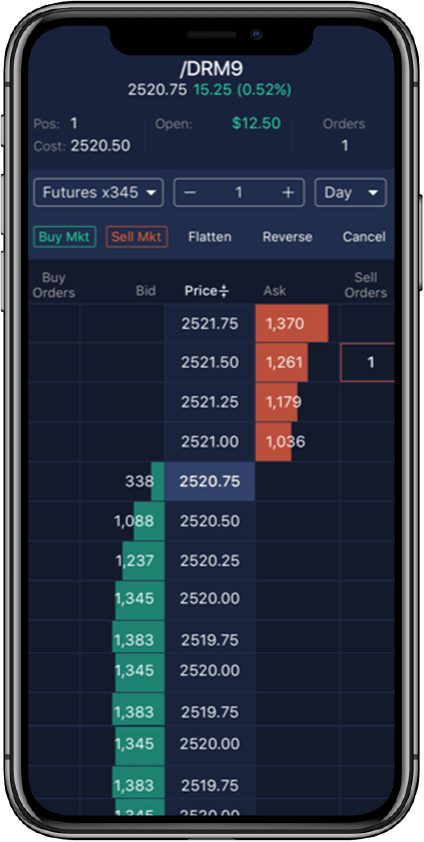 /DRM9
2520.75 15.25 (0.52%)
Pos: 1 Open: $12.50 Orders
Cost: 2520.50 1
Futures x345 − 1 + Day
Buy Mkt Sell Mkt Flatten Reverse Cancel
Buy Orders Bid Price Ask Sell Orders
2521.75 1,370
2521.50 1,261 1
2521.25 1,179
2521.00 1,036
338 2520.75
1,088 2520.50
1,237 2520.25
1,345 2520.00
1,383 2519.75
1,345 2520.00
1,383 2519.75
1,345 2520.00
1,383 2519.75
1,345 2520.00